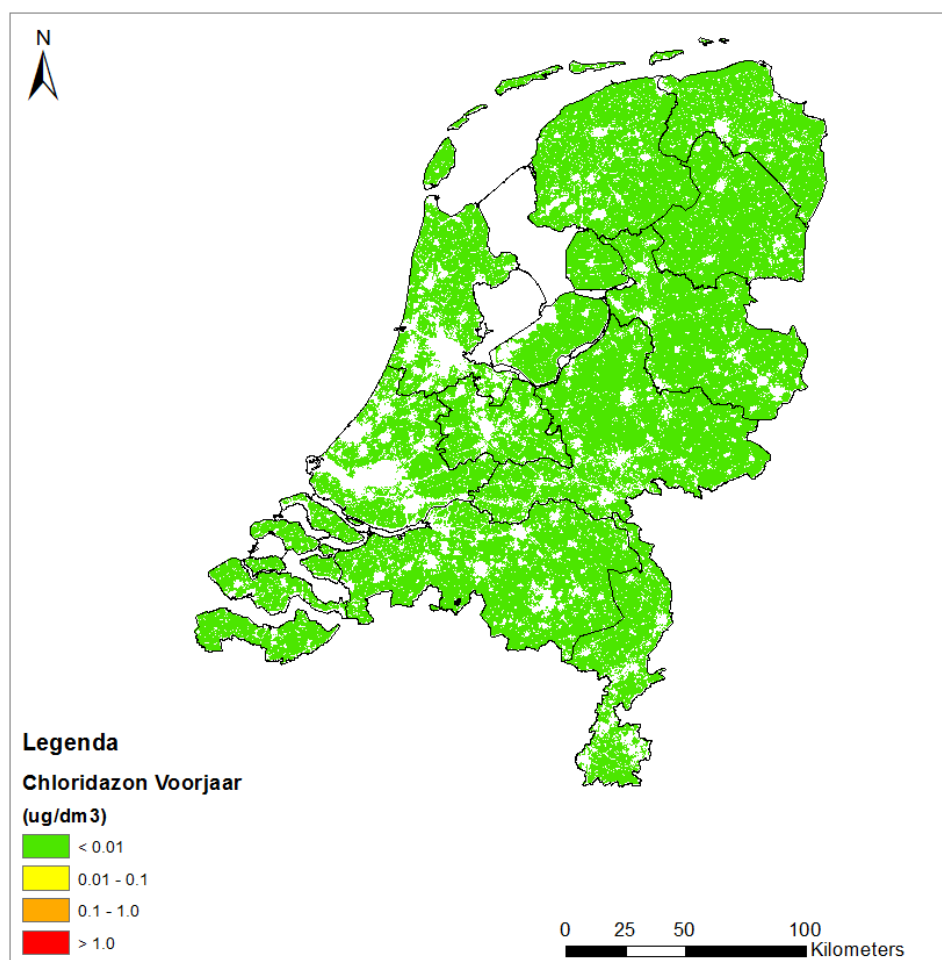 N
Legenda
Chloridazon Voorjaar
(ug/dm3)
< 0.01
0.01 - 0.1
0.1 - 1.0
> 1.0
0 25 50 100
Kilometers